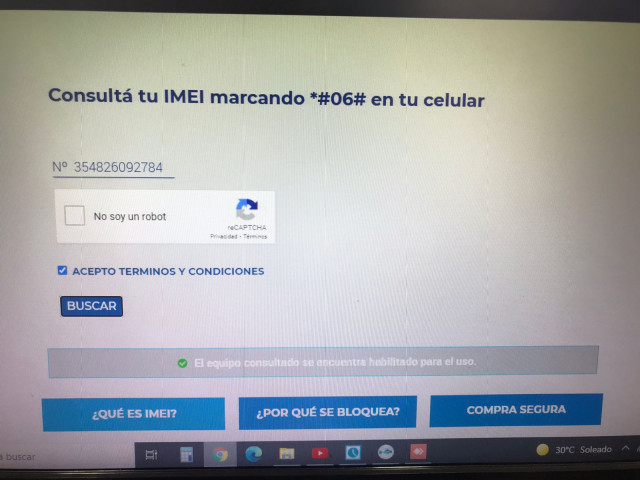 Consultá tu IMEI marcando *#06# en tu celular
Nº 354826092784
No soy un robot
reCAPTCHA
Privacidad - Términos
ACEPTO TERMINOS Y CONDICIONES
BUSCAR
El equipo consultado se encuentra habilitado para el uso.
¿QUÉ ES IMEI?
¿POR QUÉ SE BLOQUEA?
COMPRA SEGURA
a buscar
30°C Soleado